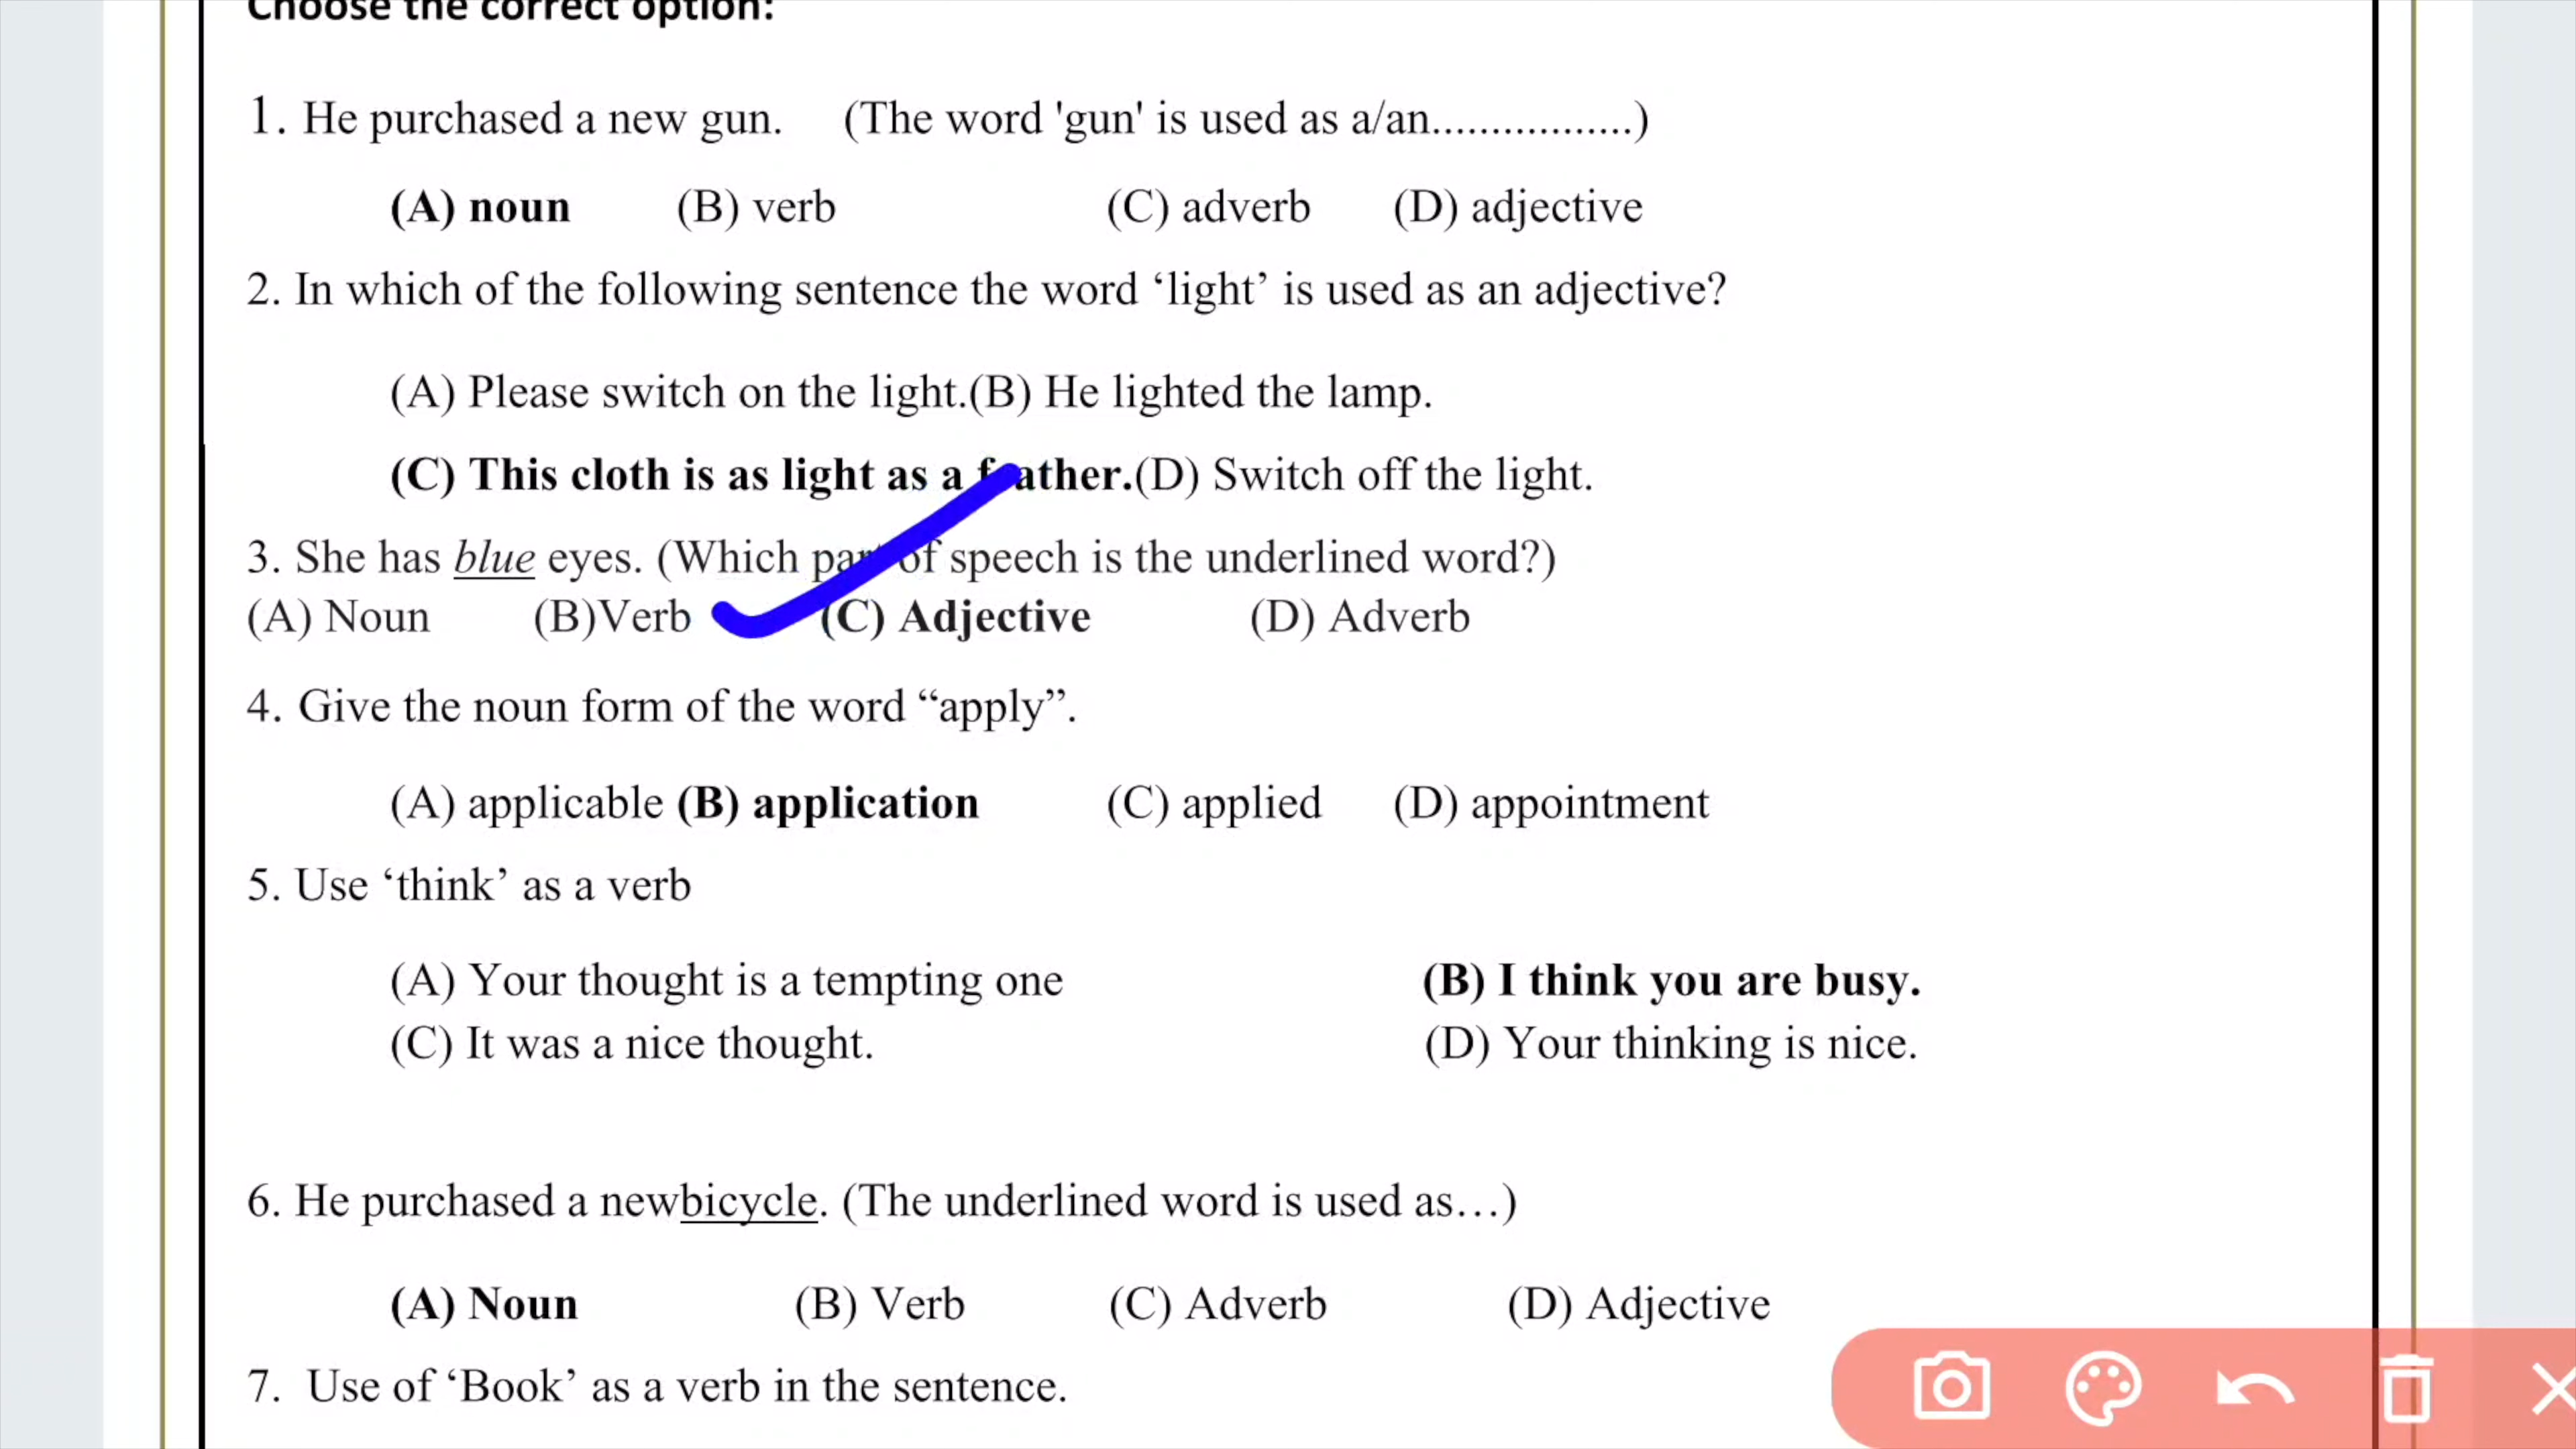 Choose the correct option:
1. He purchased a new gun. (The word 'gun' is used as a/an.................)
(A) noun (B) verb (C) adverb (D) adjective
2. In which of the following sentence the word ‘light’ is used as an adjective?
(A) Please switch on the light.(B) He lighted the lamp.
(C) This cloth is as light as a feather.(D) Switch off the light.
3. She has blue eyes. (Which part of speech is the underlined word?)
(A) Noun (B)Verb (C) Adjective (D) Adverb
4. Give the noun form of the word “apply”.
(A) applicable (B) application (C) applied (D) appointment
5. Use ‘think’ as a verb
(A) Your thought is a tempting one (B) I think you are busy.
(C) It was a nice thought. (D) Your thinking is nice.
6. He purchased a newbicycle. (The underlined word is used as…)
(A) Noun (B) Verb (C) Adverb (D) Adjective
7. Use of ‘Book’ as a verb in the sentence.